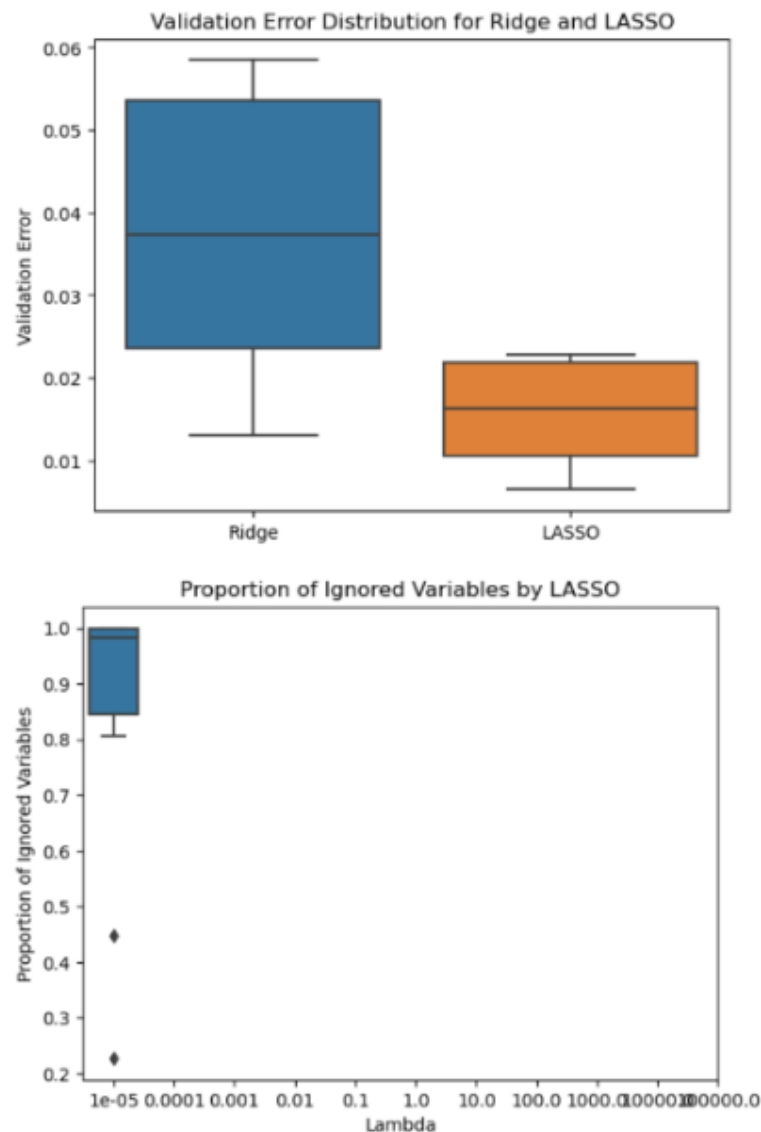 Validation Error Distribution for Ridge and LASSO
0.06
0.05
0.04
0.03
0.02
0.01
Validation Error
Ridge LASSO
Proportion of Ignored Variables by LASSO
1.0
0.9
0.8
0.7
0.6
0.5
0.4
0.3
0.2
Proportion of Ignored Variables
1e-05 0.0001 0.001 0.01 0.1 1.0 10.0 100.0 1000.0
Lambda